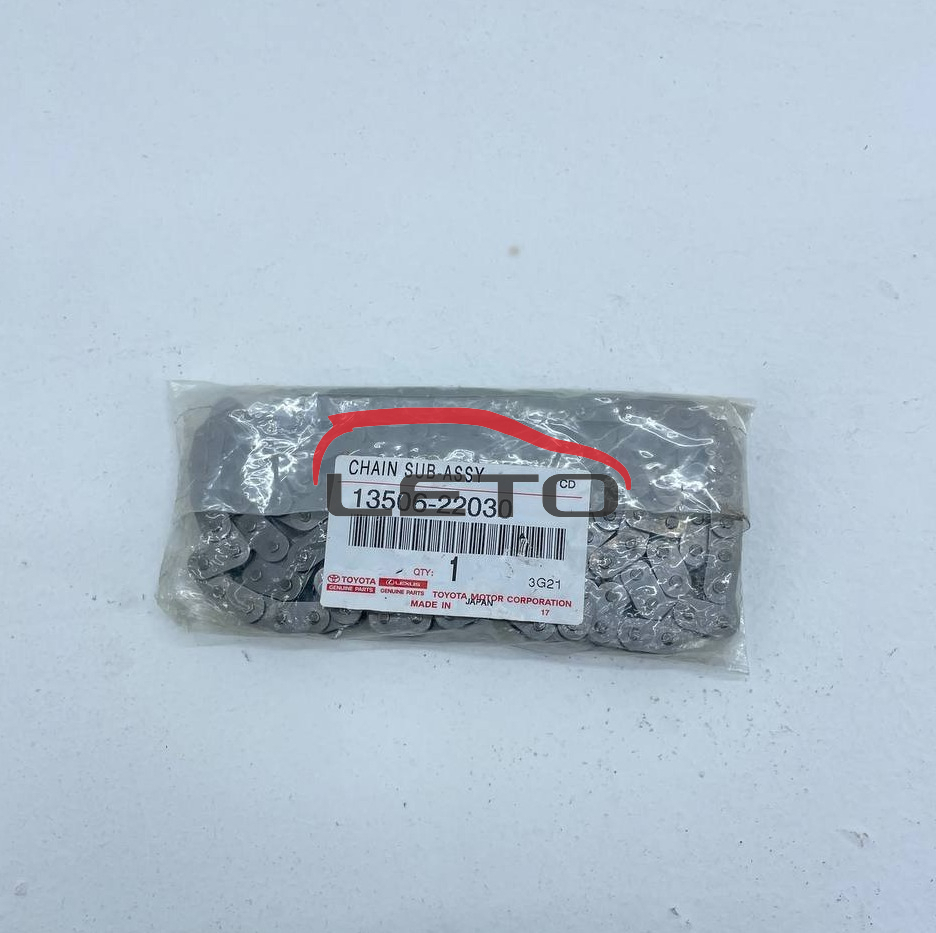 CHAIN SUB-ASSY
CD
LETO
13506-22030
QTY: 1
3G21
TOYOTA LEXUS
GENUINE PARTS GENUINE PARTS
TOYOTA MOTOR CORPORATION
MADE IN JAPAN 17